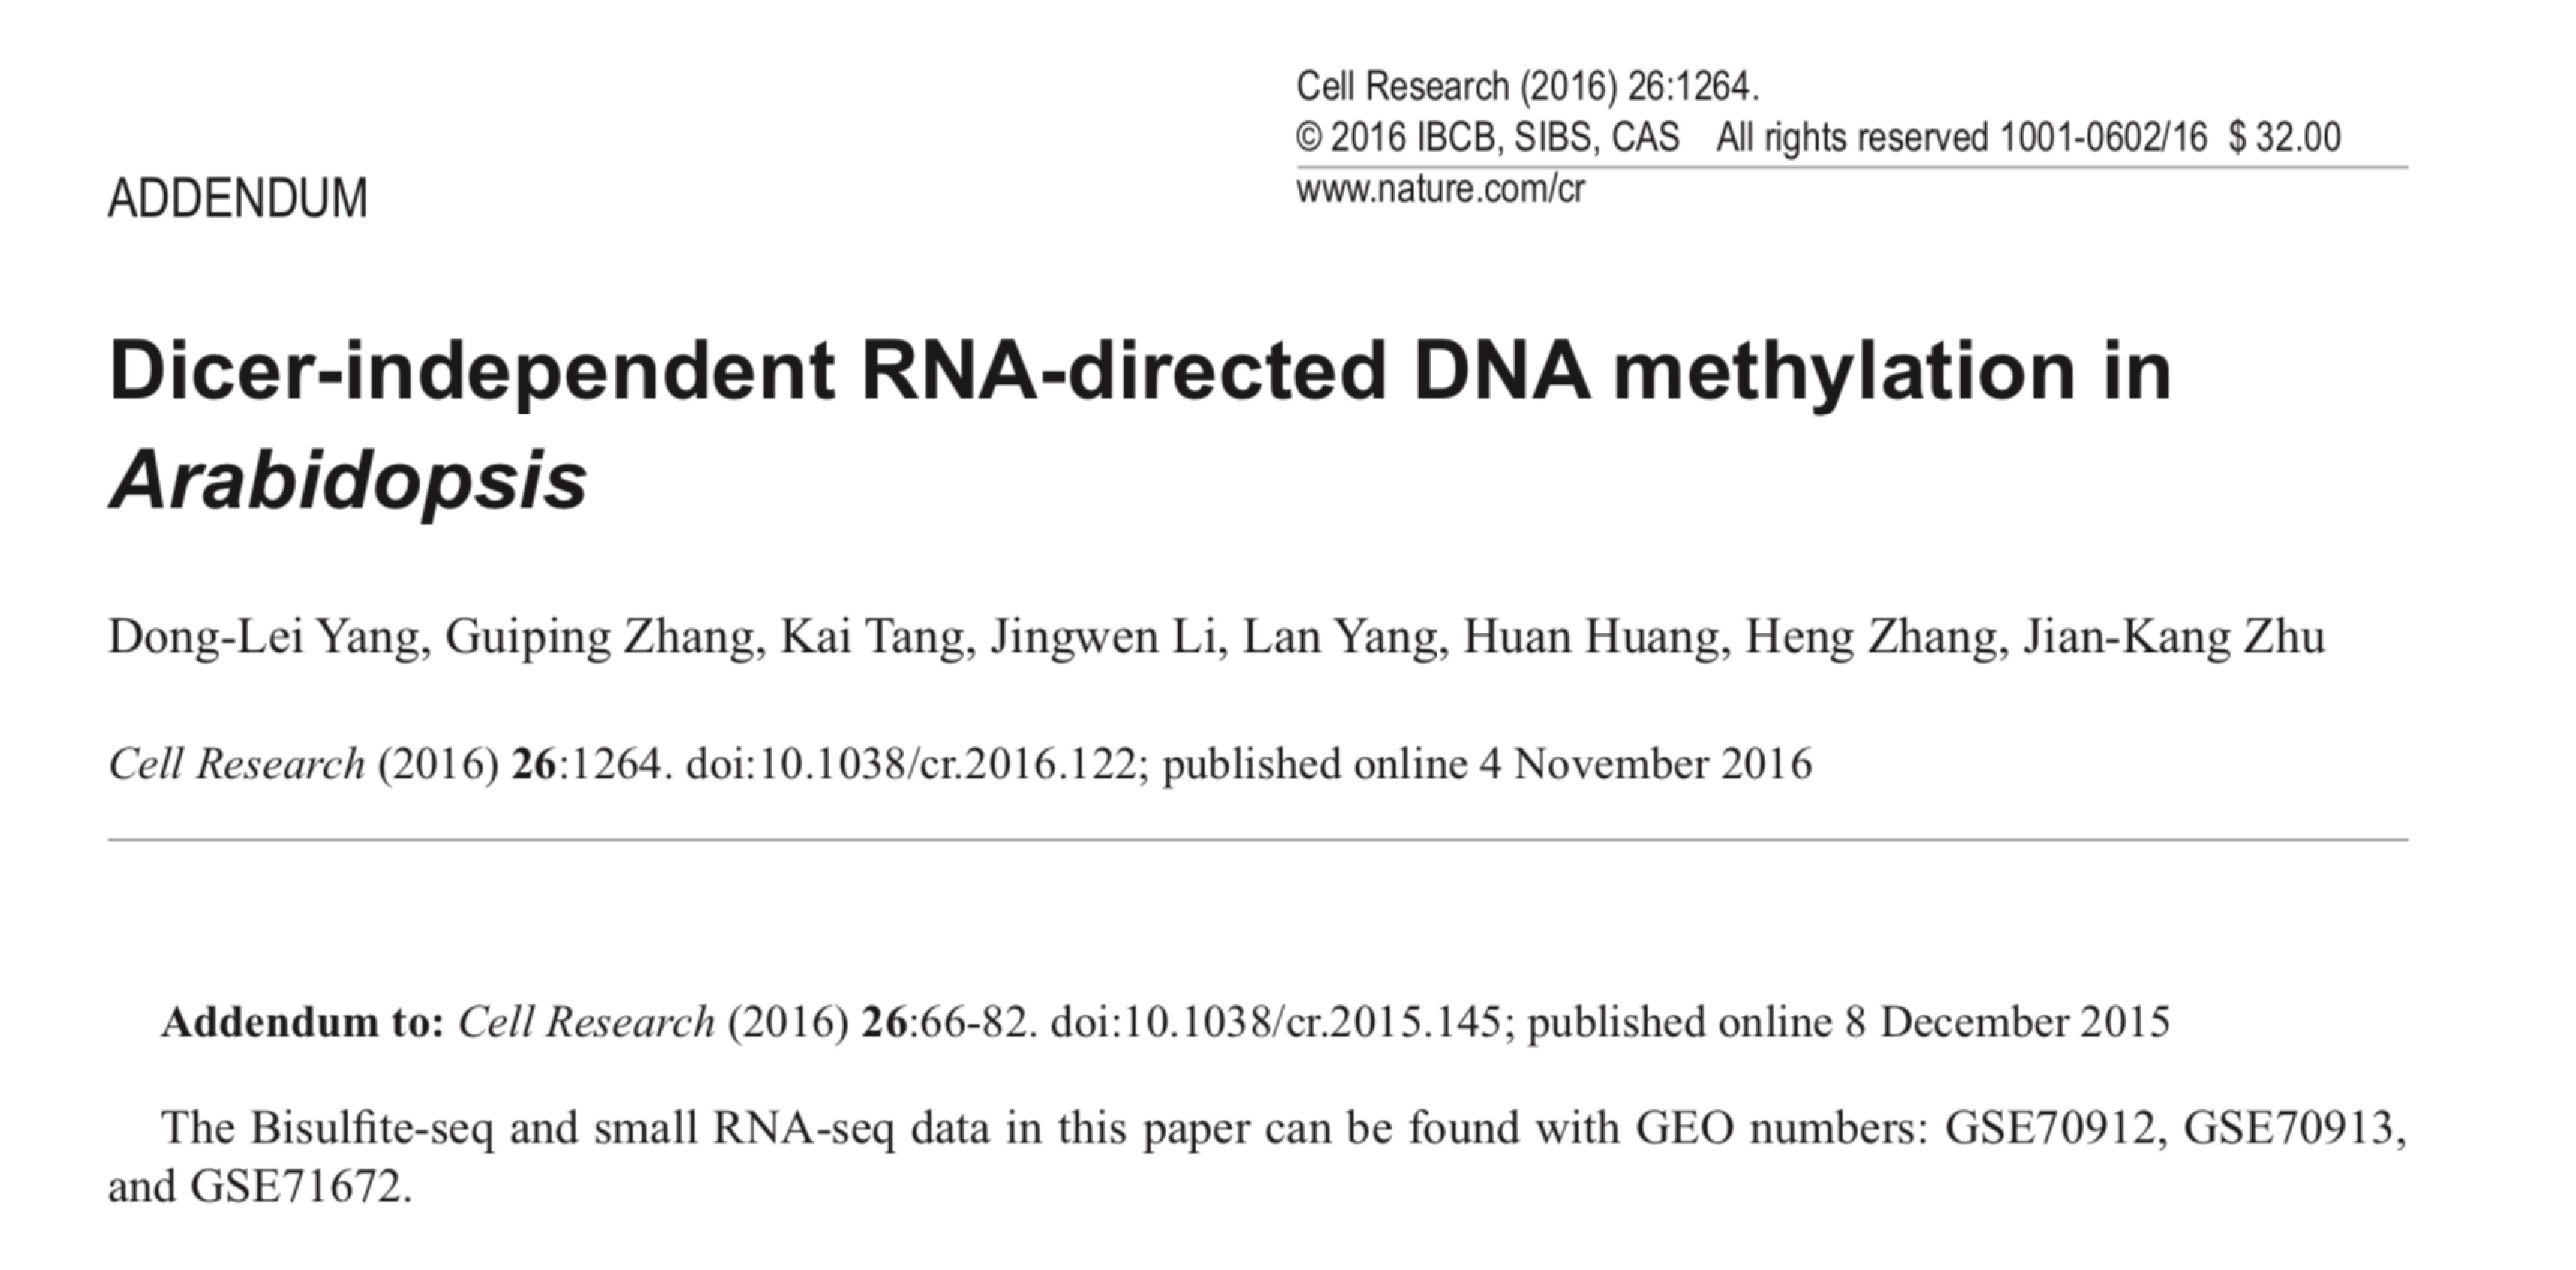 Cell Research (2016) 26:1264.
© 2016 IBCB, SIBS, CAS All rights reserved 1001-0602/16 $ 32.00
www.nature.com/cr
ADDENDUM
Dicer-independent RNA-directed DNA methylation in
Arabidopsis
Dong-Lei Yang, Guiping Zhang, Kai Tang, Jingwen Li, Lan Yang, Huan Huang, Heng Zhang, Jian-Kang Zhu
Cell Research (2016) 26:1264. doi:10.1038/cr.2016.122; published online 4 November 2016
Addendum to: Cell Research (2016) 26:66-82. doi:10.1038/cr.2015.145; published online 8 December 2015
The Bisulfite-seq and small RNA-seq data in this paper can be found with GEO numbers: GSE70912, GSE70913,
and GSE71672.